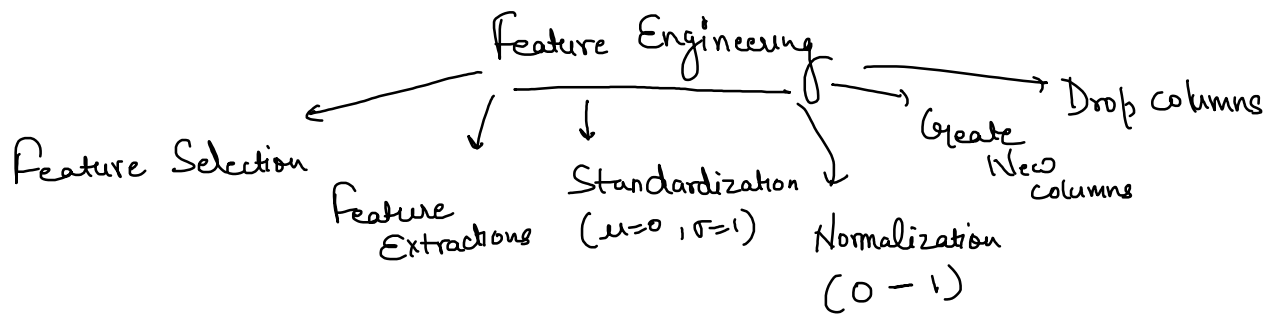 Feature Engineering
Feature Selection
Feature
Extractions
Standardization
(μ=0, σ=1)
Normalization
(0 - 1)
Create
New
columns
Drop columns